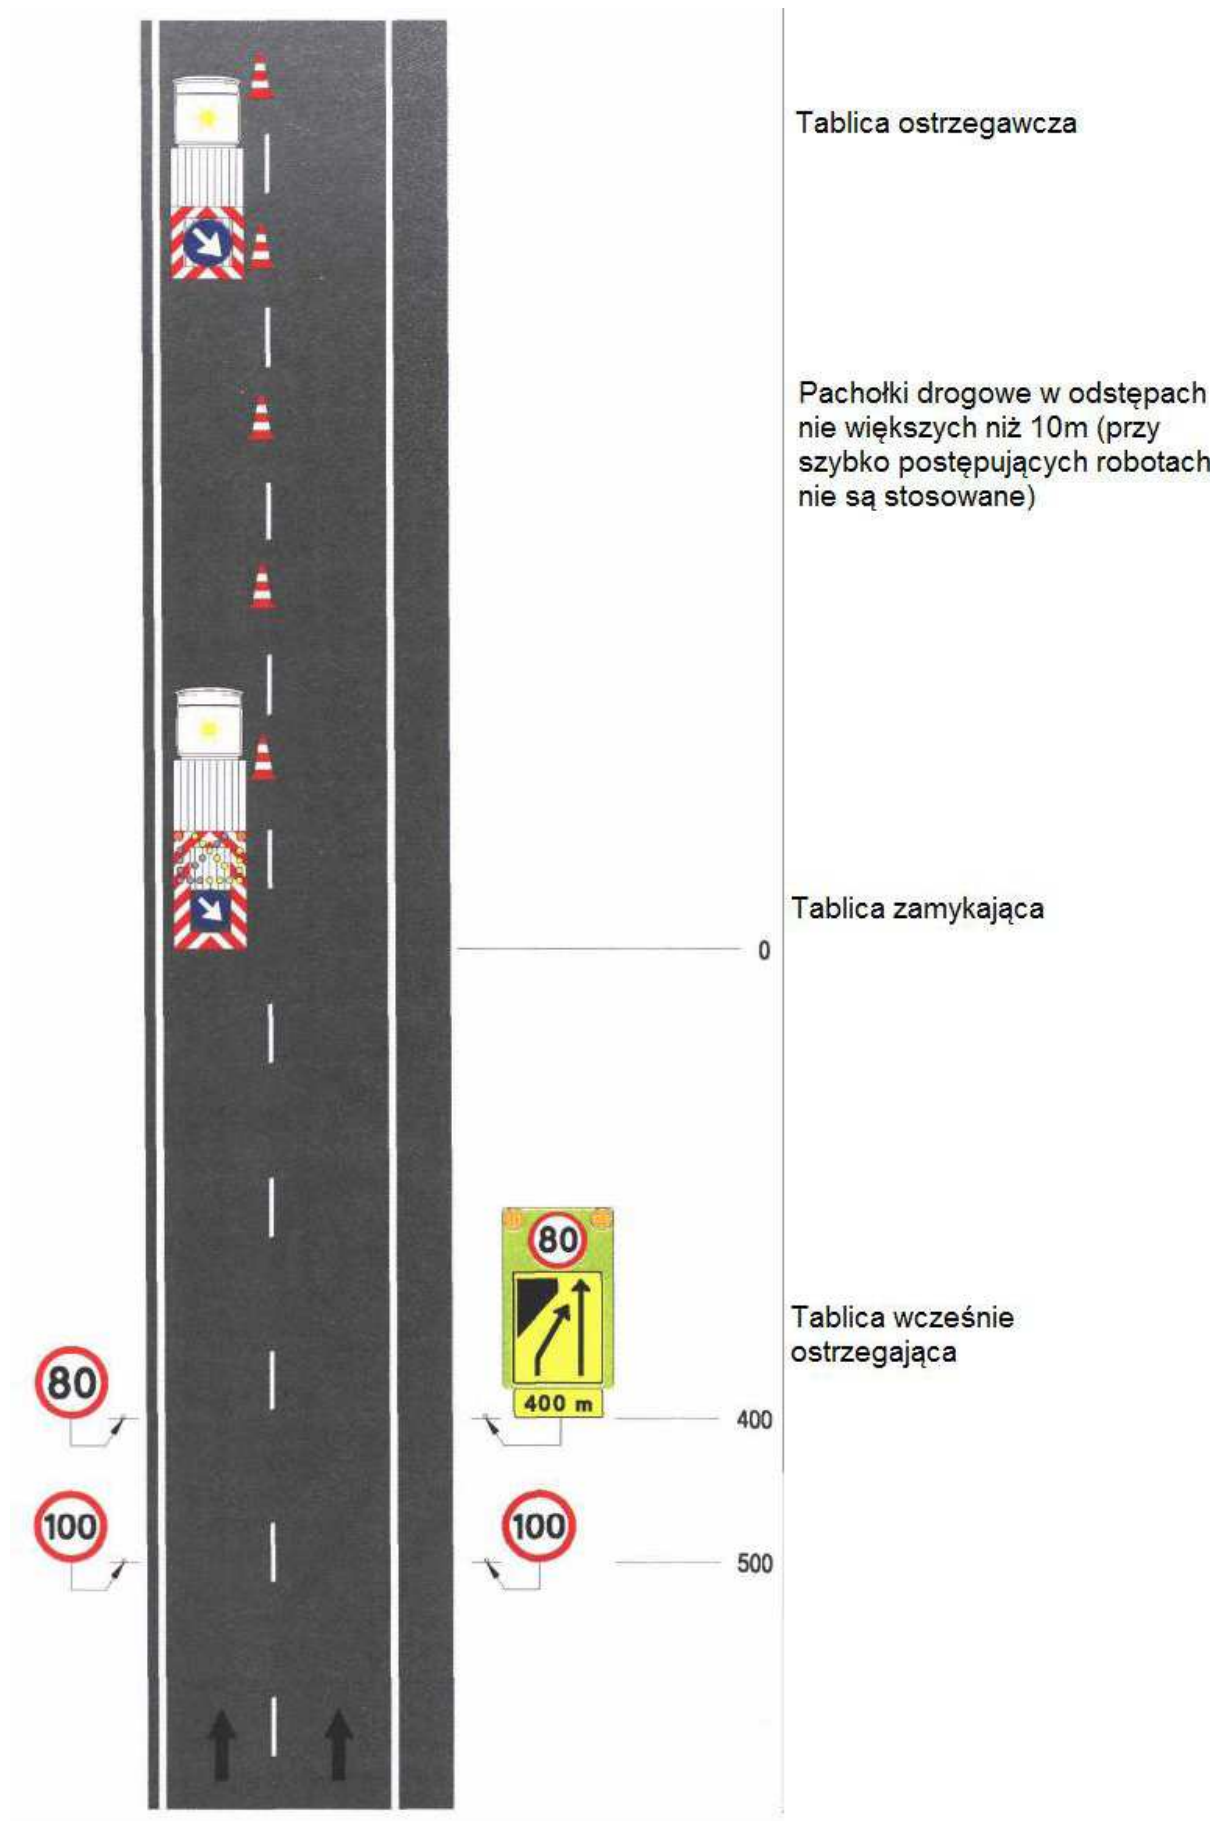 Tablica ostrzegawcza
Pachołki drogowe w odstępach
nie większych niż 10m (przy
szybko postępujących robotach
nie są stosowane)
Tablica zamykająca
0
80
Tablica wcześnie
ostrzegająca
80
400 m
400
100
100
500